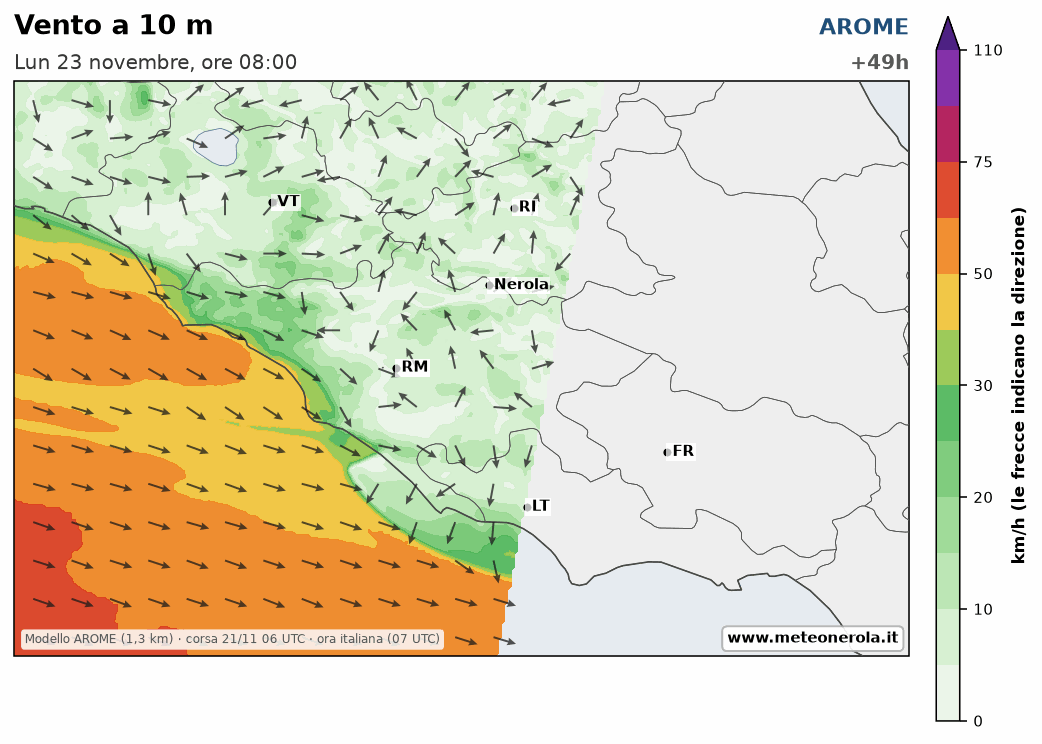 Vento a 10 m
AROME
Lun 23 novembre, ore 08:00
+49h
VT
RI
Nerola
RM
FR
LT
Modello AROME (1,3 km) · corsa 21/11 06 UTC · ora italiana (07 UTC)
www.meteonerola.it
110
75
50
30
20
10
0
km/h (le frecce indicano la direzione)